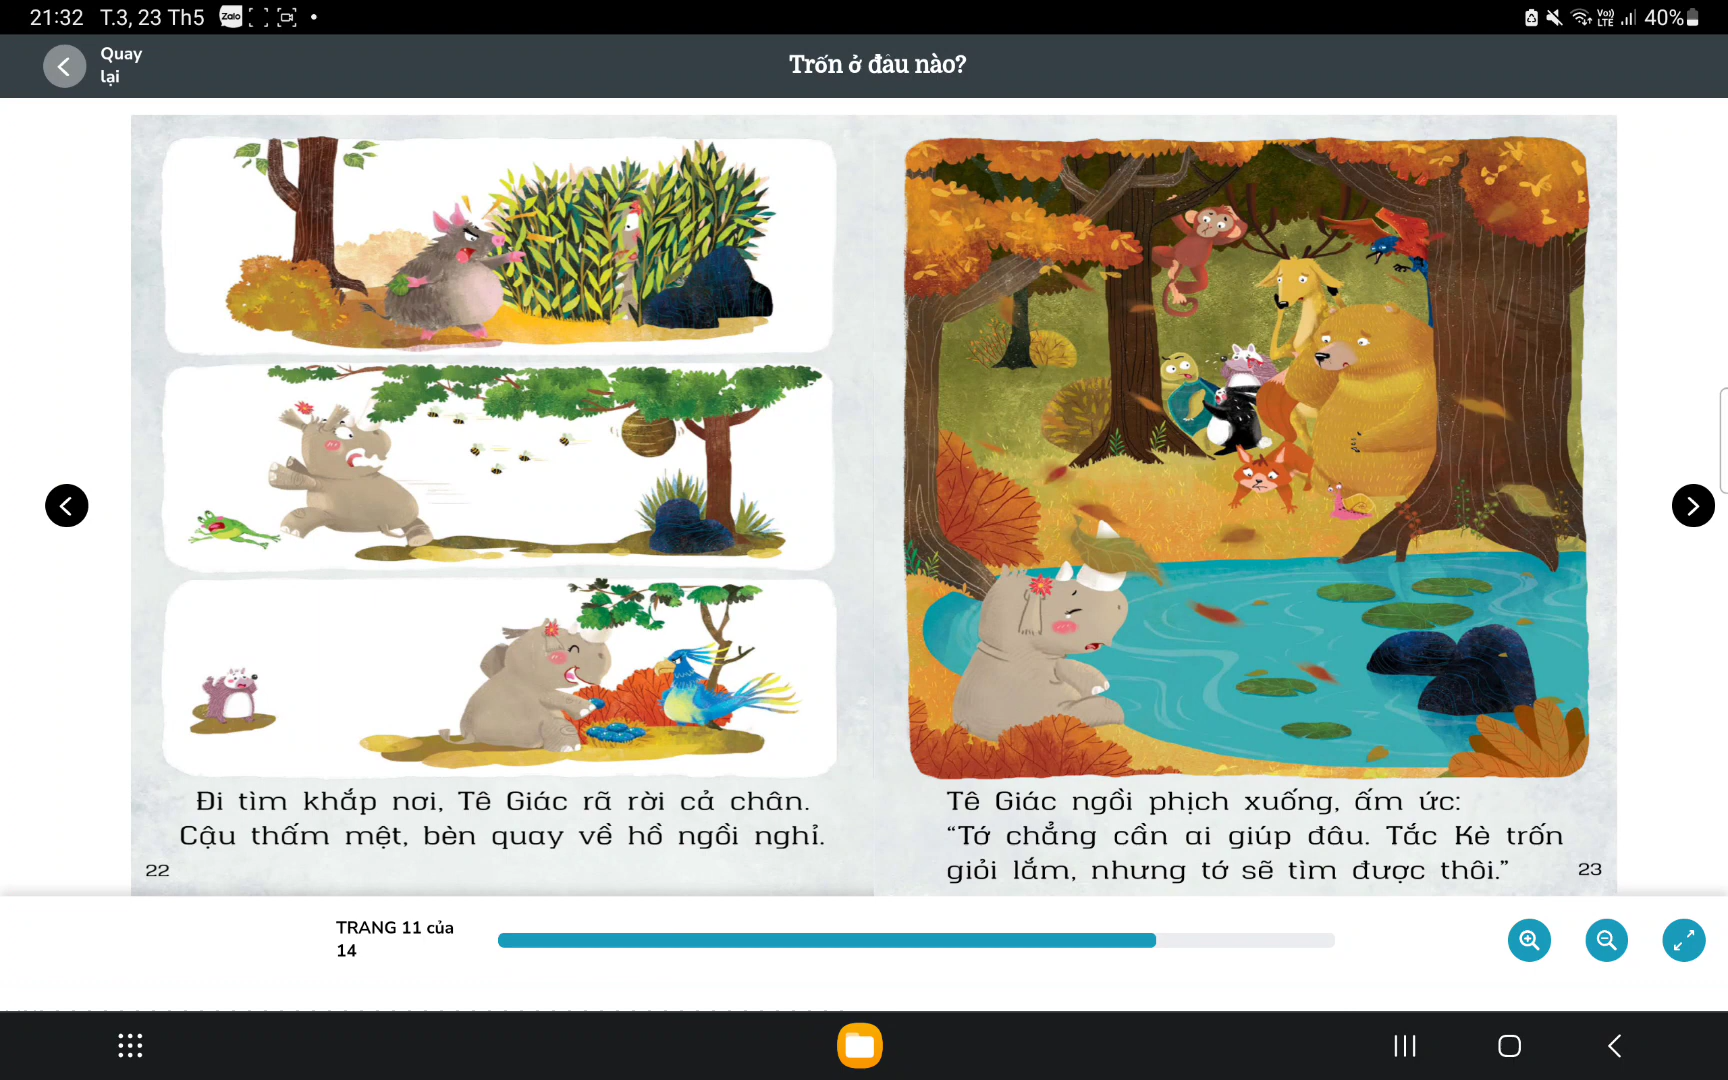 21:32 T.3, 23 Th5 Zalo
Vo)) LTE 40%
Quay
lại
Trốn ở đâu nào?
Đi tìm khắp nơi, Tê Giác rã rời cả chân.
Cậu thấm mệt, bèn quay về hồ ngồi nghỉ.
22
Tê Giác ngồi phịch xuống, ấm ức:
“Tớ chẳng cần ai giúp đâu. Tắc Kè trốn
giỏi lắm, nhưng tớ sẽ tìm được thôi.”
23
TRANG 11 của
14